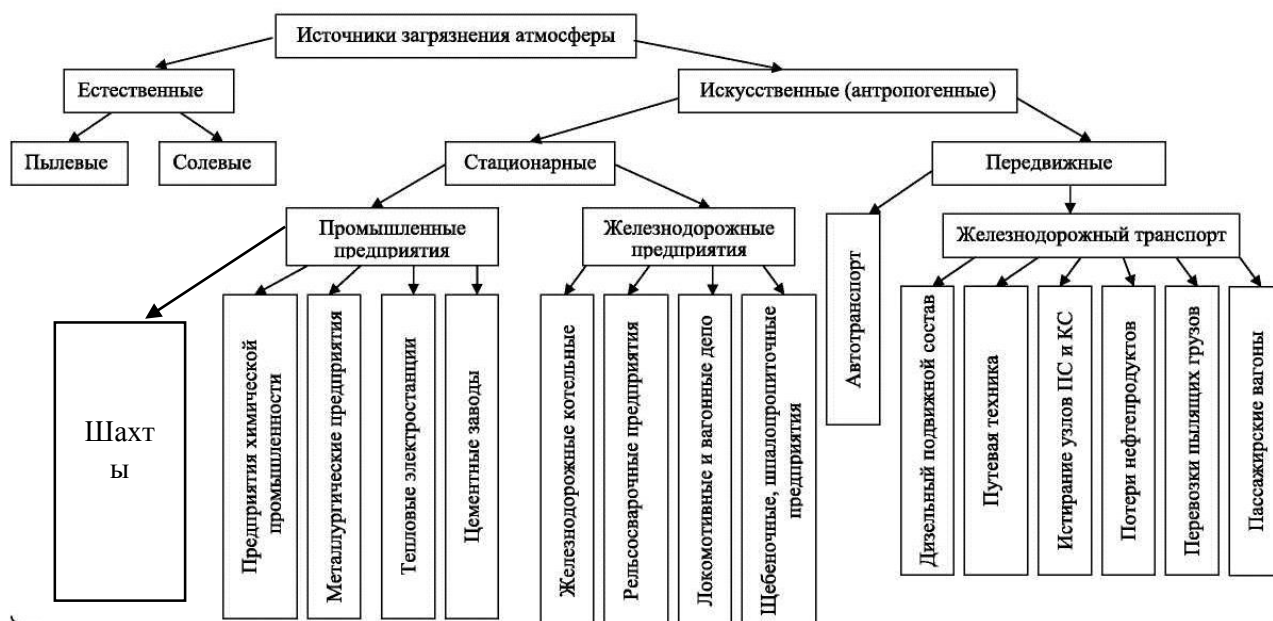 Источники загрязнения атмосферы
Естественные
Искусственные (антропогенные)
Пылевые
Солевые
Стационарные
Передвижные
Промышленные
предприятия
Железнодорожные
предприятия
Автотранспорт
Железнодорожный транспорт
Шахт
ы
Предприятия химической
промышленности
Металлургические предприятия
Тепловые электростанции
Цементные заводы
Железнодорожные котельные
Рельсосварочные предприятия
Локомотивные и вагонные депо
Щебеночные, шпалопропиточные
предприятия
Дизельный подвижной состав
Путевая техника
Истирание узлов ПС и КС
Потери нефтепродуктов
Перевозки пылящих грузов
Пассажирские вагоны